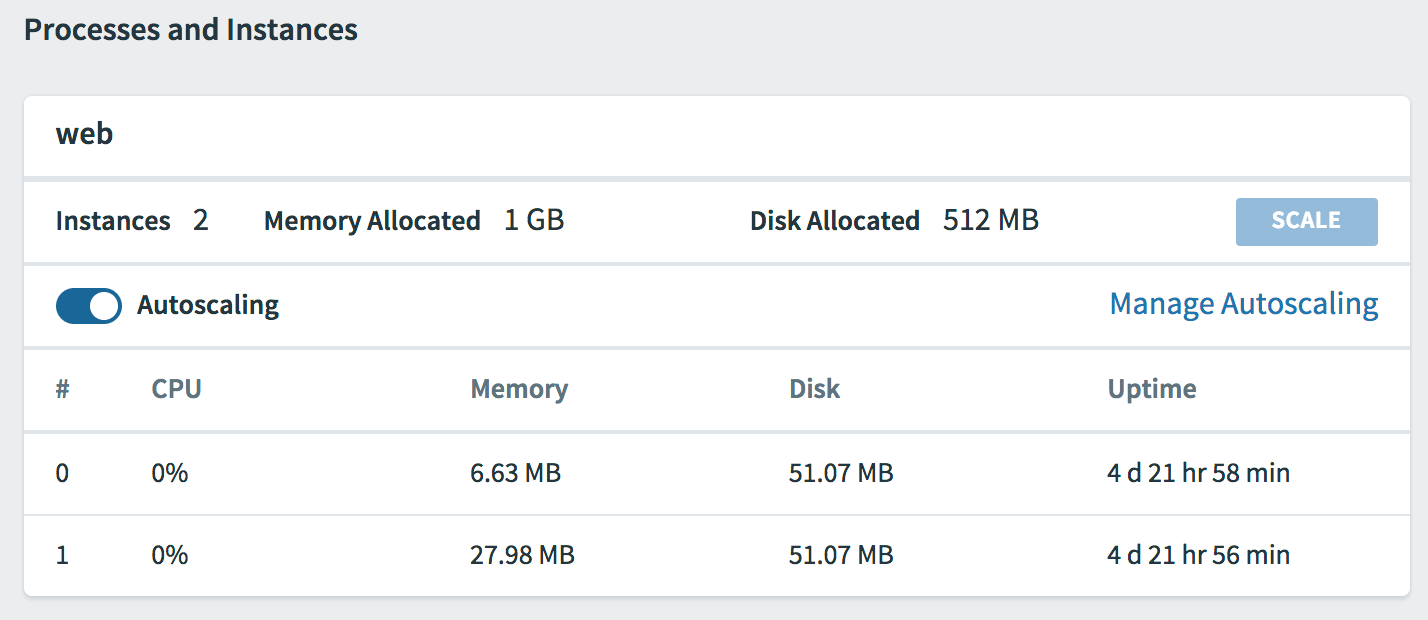 Processes and Instances
web
Instances 2 Memory Allocated 1 GB Disk Allocated 512 MB SCALE
Autoscaling Manage Autoscaling
# CPU Memory Disk Uptime
0 0% 6.63 MB 51.07 MB 4 d 21 hr 58 min
1 0% 27.98 MB 51.07 MB 4 d 21 hr 56 min